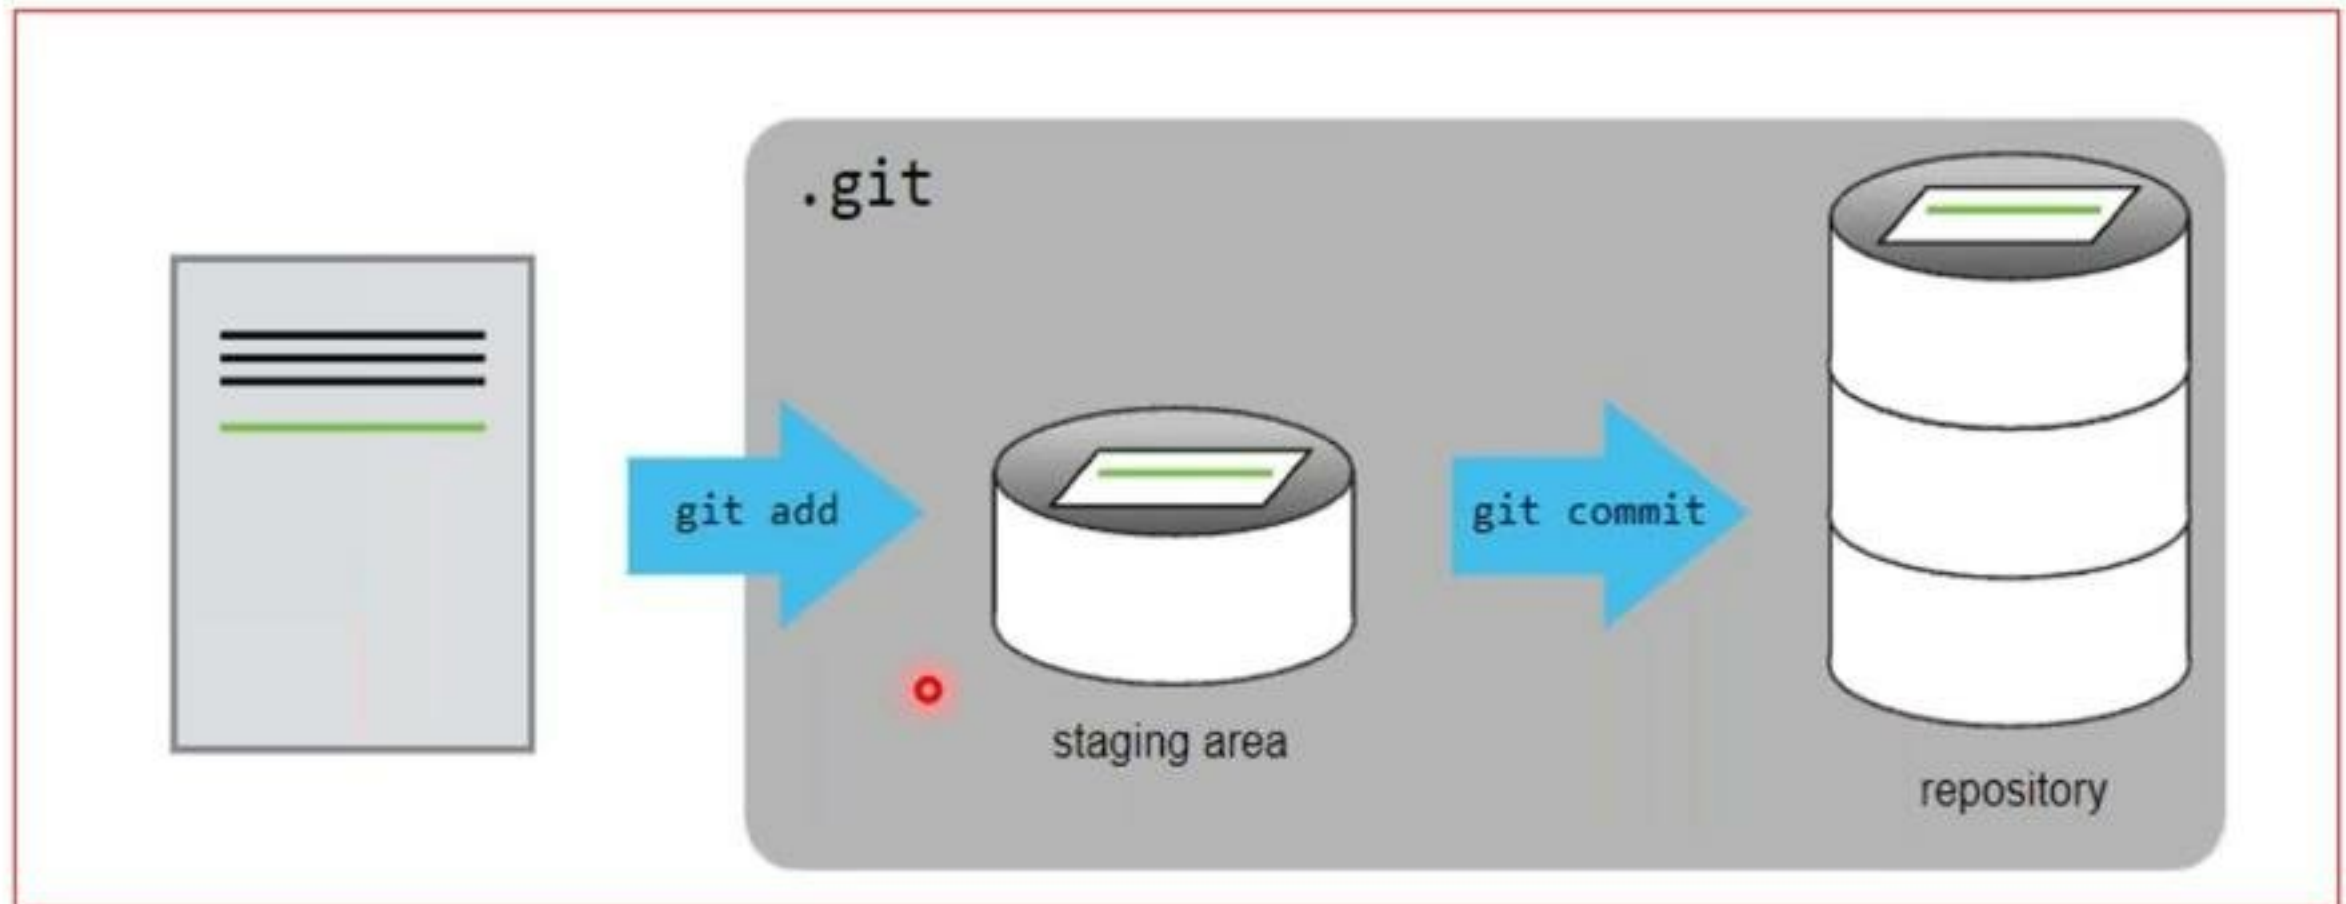 .git
git add
git commit
staging area
repository